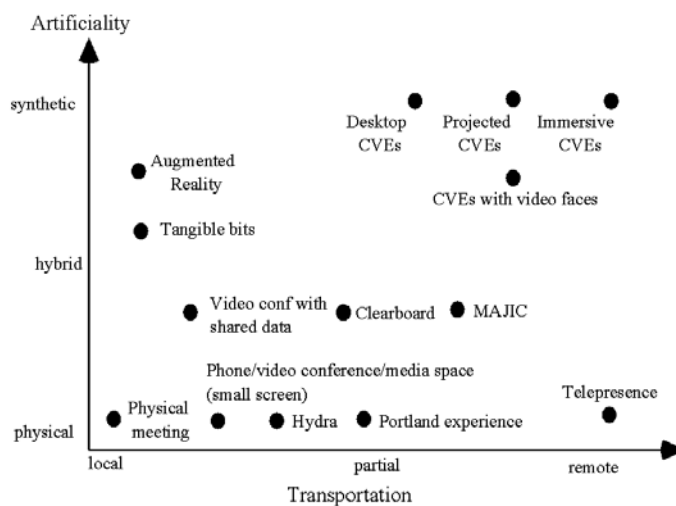 Artificiality
synthetic
Desktop
CVEs
Projected
CVEs
Immersive
CVEs
Augmented
Reality
CVEs with video faces
Tangible bits
hybrid
Video conf with
shared data
Clearboard
MAJIC
Phone/video conference/media space
(small screen)
Telepresence
Physical
meeting
Hydra
Portland experience
physical
local
partial
remote
Transportation